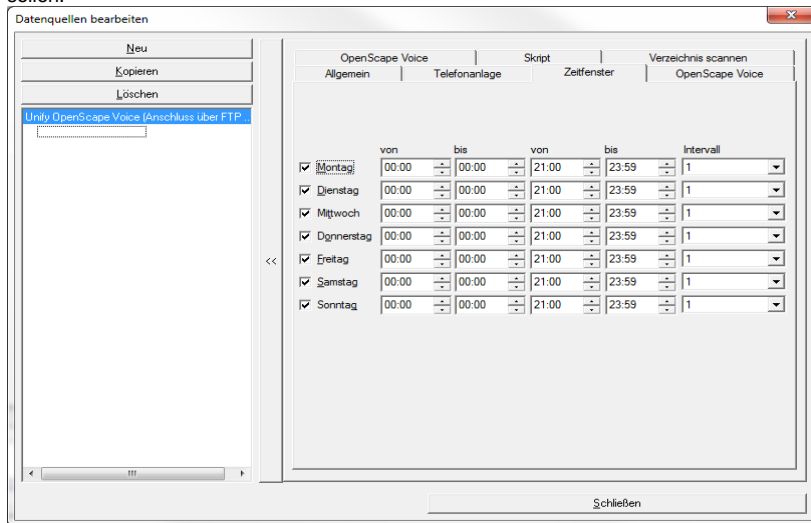 Datenquellen bearbeiten
Neu
Kopieren
Löschen
Unify OpenScape Voice (Anschluss über FTP ...
<<
OpenScape Voice Skript Verzeichnis scannen
Allgemein Telefonanlage Zeitfenster OpenScape Voice
von bis von bis Intervall
Montag 00:00 00:00 21:00 23:59 1
Dienstag 00:00 00:00 21:00 23:59 1
Mittwoch 00:00 00:00 21:00 23:59 1
Donnerstag 00:00 00:00 21:00 23:59 1
Freitag 00:00 00:00 21:00 23:59 1
Samstag 00:00 00:00 21:00 23:59 1
Sonntag 00:00 00:00 21:00 23:59 1
Schließen